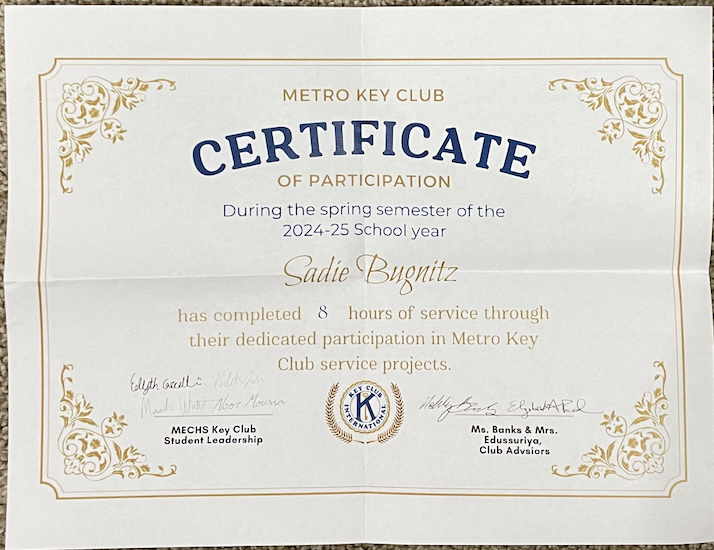 METRO KEY CLUB
CERTIFICATE
OF PARTICIPATION
During the spring semester of the
2024-25 School year
Sadie Bugnitz
has completed 8 hours of service through
their dedicated participation in Metro Key
Club service projects.
Noor Moussa
KEY CLUB
K
INTERNATIONAL
MECHS Key Club
Student Leadership
Ms. Banks & Mrs.
Edussuriya,
Club Advsiors